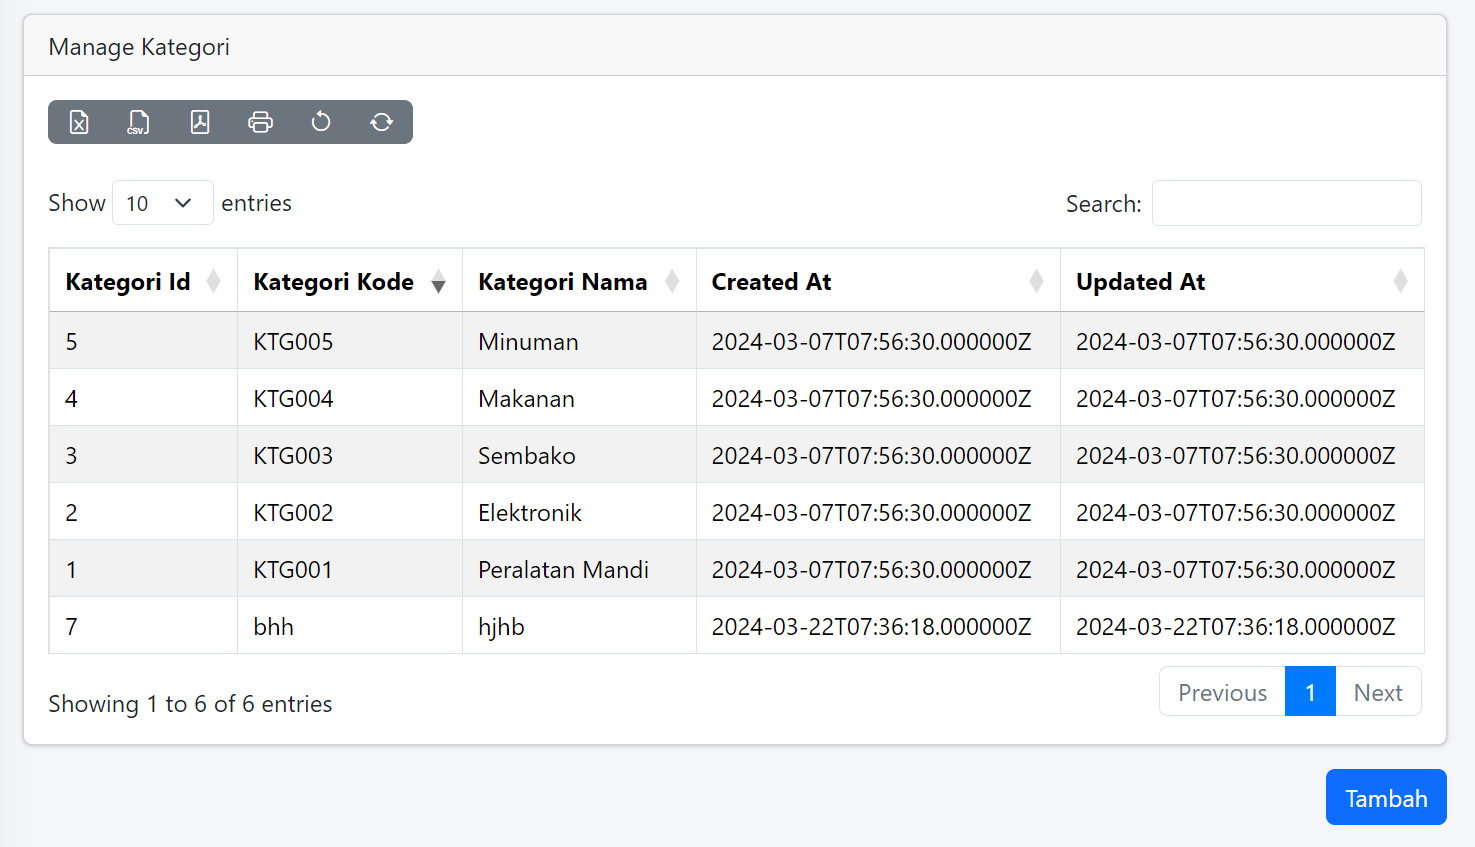 Manage Kategori
CSV
Show 10 entries
Search:
Kategori Id Kategori Kode Kategori Nama Created At Updated At
5 KTG005 Minuman 2024-03-07T07:56:30.000000Z 2024-03-07T07:56:30.000000Z
4 KTG004 Makanan 2024-03-07T07:56:30.000000Z 2024-03-07T07:56:30.000000Z
3 KTG003 Sembako 2024-03-07T07:56:30.000000Z 2024-03-07T07:56:30.000000Z
2 KTG002 Elektronik 2024-03-07T07:56:30.000000Z 2024-03-07T07:56:30.000000Z
1 KTG001 Peralatan Mandi 2024-03-07T07:56:30.000000Z 2024-03-07T07:56:30.000000Z
7 bhh hjhb 2024-03-22T07:36:18.000000Z 2024-03-22T07:36:18.000000Z
Showing 1 to 6 of 6 entries
Previous 1 Next
Tambah